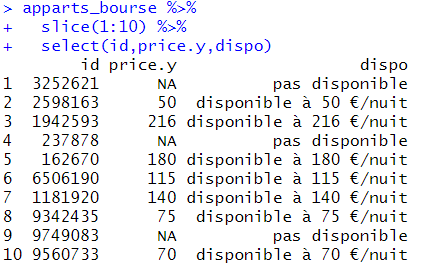 > apparts_bourse %>%
+   slice(1:10) %>%
+   select(id,price.y,dispo)
        id price.y                    dispo
1  3252621      NA           pas disponible
2  2598163      50  disponible à 50 €/nuit
3  1942593     216 disponible à 216 €/nuit
4   237878      NA           pas disponible
5   162670     180 disponible à 180 €/nuit
6  6506190     115 disponible à 115 €/nuit
7  1181920     140 disponible à 140 €/nuit
8  9342435      75  disponible à 75 €/nuit
9  9749083      NA           pas disponible
10 9560733      70  disponible à 70 €/nuit